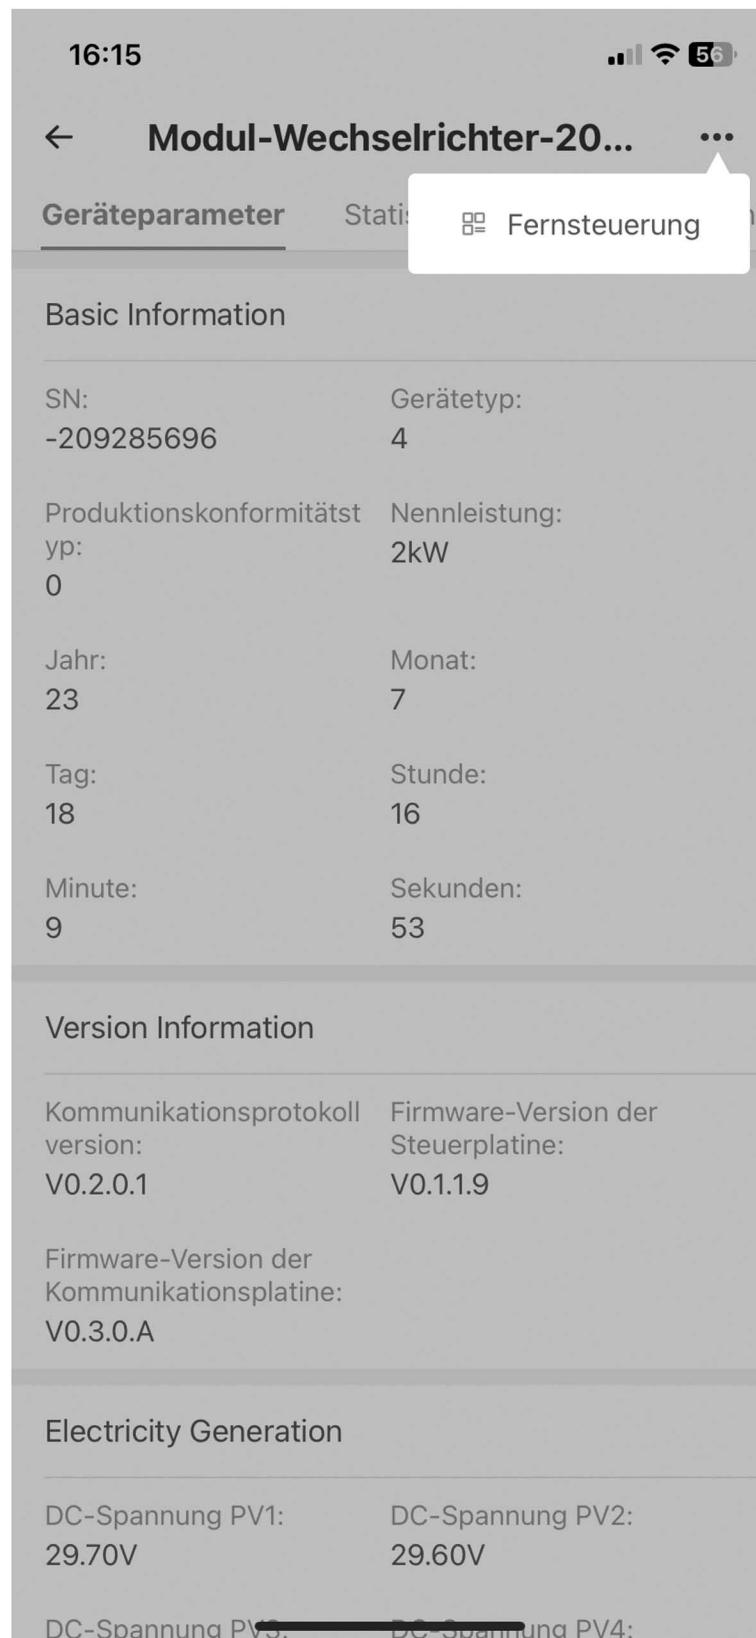 16:15
56
Modul-Wechselrichter-20...
Geräteparameter
Fernsteuerung
Basic Information
SN:
-209285696
Gerätetyp:
4
Produktionskonformitätst
yp:
0
Nennleistung:
2kW
Jahr:
23
Monat:
7
Tag:
18
Stunde:
16
Minute:
9
Sekunden:
53
Version Information
Kommunikationsprotokoll
version:
V0.2.0.1
Firmware-Version der
Steuerplatine:
V0.1.1.9
Firmware-Version der
Kommunikationsplatine:
V0.3.0.A
Electricity Generation
DC-Spannung PV1:
29.70V
DC-Spannung PV2:
29.60V
DC-Spannung PV3:
DC-Spannung PV4: